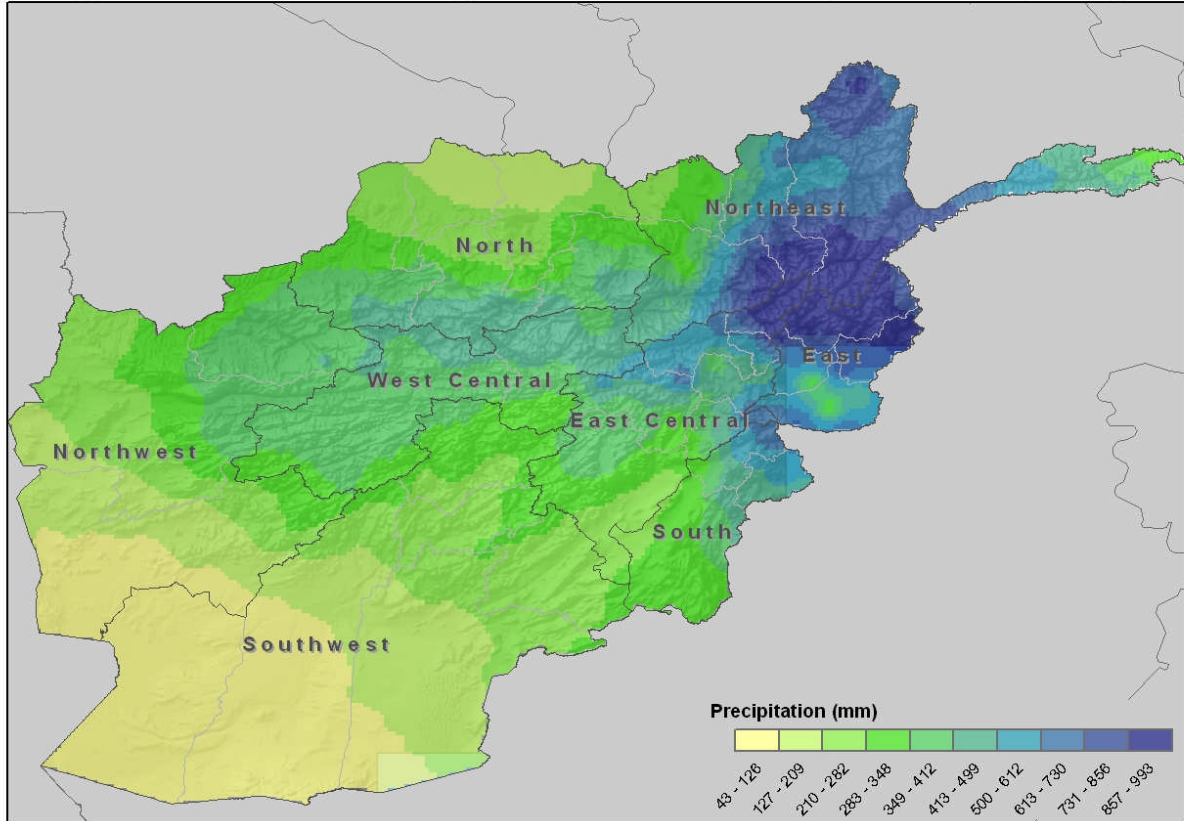 Northeast
North
East
West Central
East Central
Northwest
South
Southwest
Precipitation (mm)
43 - 126
127 - 209
210 - 282
283 - 348
349 - 412
413 - 499
500 - 612
613 - 730
731 - 856
857 - 993